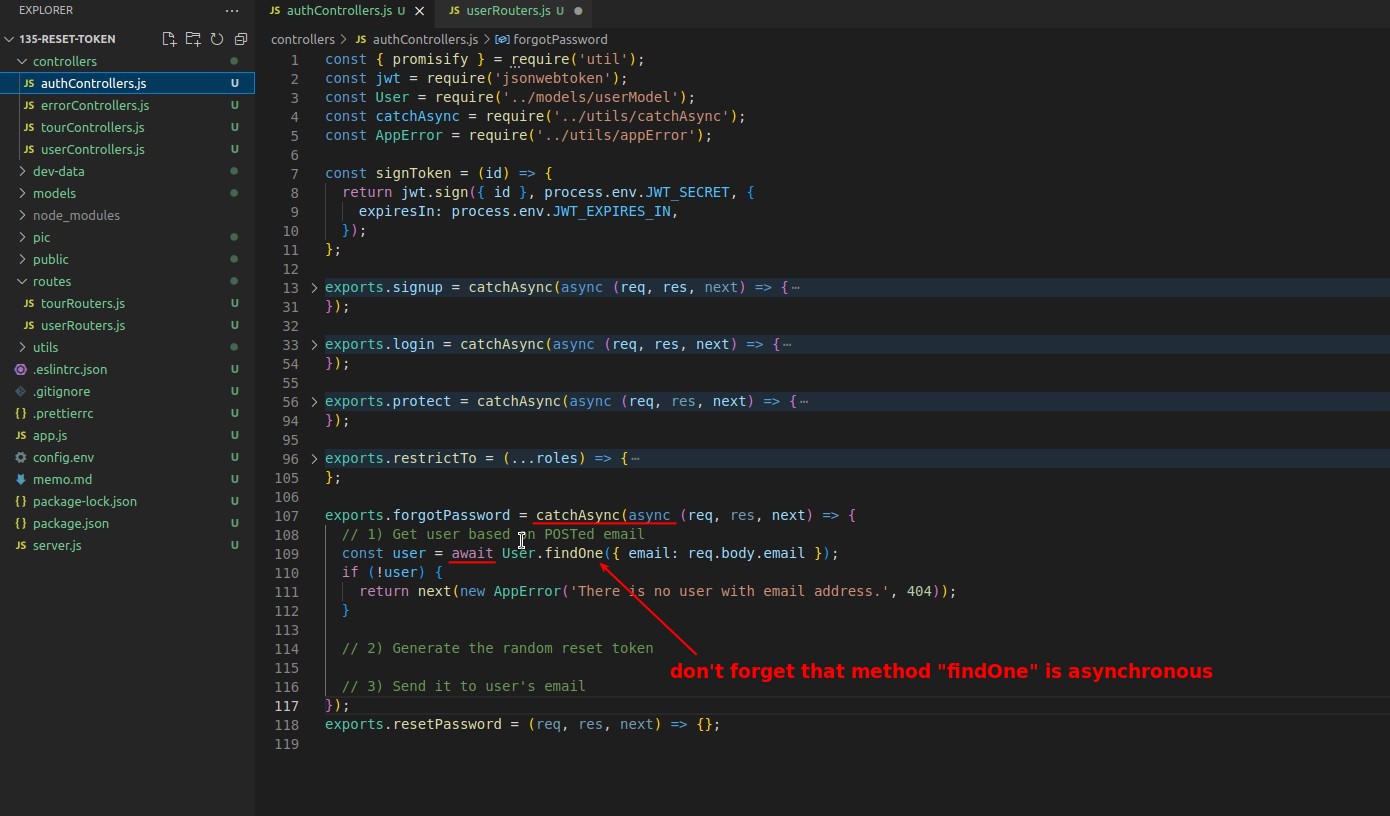 EXPLORER ···
135-RESET-TOKEN
controllers
JS authControllers.js U
JS errorControllers.js U
JS tourControllers.js U
JS userControllers.js U
dev-data
models
node_modules
pic
public
routes
JS tourRouters.js U
JS userRouters.js U
utils
.eslintrc.json U
.gitignore U
{} .prettierrc U
JS app.js U
config.env U
memo.md U
{} package-lock.json U
{} package.json U
JS server.js U
JS authControllers.js U ×
JS userRouters.js U ●
controllers > JS authControllers.js > forgotPassword
1 const { promisify } = require('util');
2 const jwt = require('jsonwebtoken');
3 const User = require('../models/userModel');
4 const catchAsync = require('../utils/catchAsync');
5 const AppError = require('../utils/appError');
6
7 const signToken = (id) => {
8 return jwt.sign({ id }, process.env.JWT_SECRET, {
9 expiresIn: process.env.JWT_EXPIRES_IN,
10 });
11 };
12
13 exports.signup = catchAsync(async (req, res, next) => {···
31 });
32
33 exports.login = catchAsync(async (req, res, next) => {···
54 });
55
56 exports.protect = catchAsync(async (req, res, next) => {···
94 });
95
96 exports.restrictTo = (...roles) => {···
105 };
106
107 exports.forgotPassword = catchAsync(async (req, res, next) => {
108 // 1) Get user based on POSTed email
109 const user = await User.findOne({ email: req.body.email });
110 if (!user) {
111 return next(new AppError('There is no user with email address.', 404));
112 }
113
114 // 2) Generate the random reset token
115
don't forget that method "findOne" is asynchronous
116 // 3) Send it to user's email
117 });
118 exports.resetPassword = (req, res, next) => {};
119